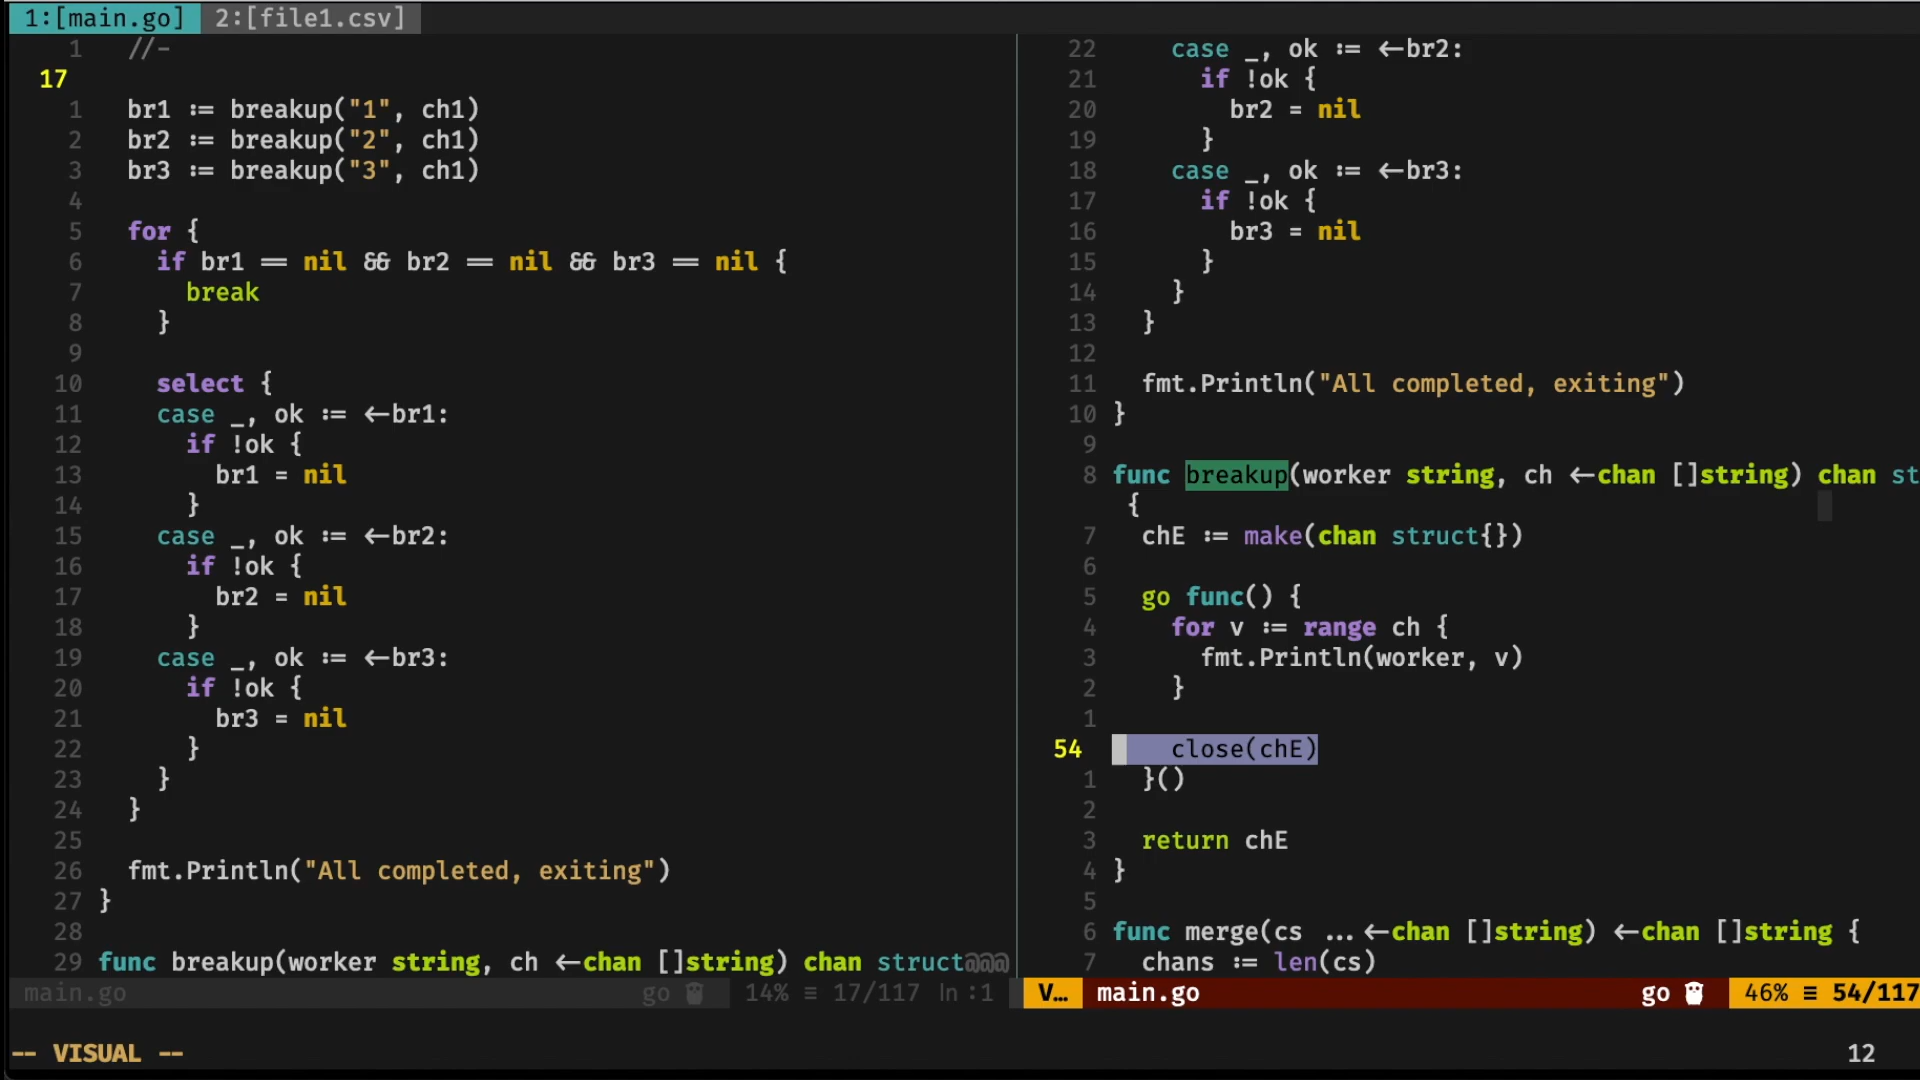 1:[main.go] 2:[file1.csv]
1 //-
17
1 br1 := breakup("1", ch1)
2 br2 := breakup("2", ch1)
3 br3 := breakup("3", ch1)
4
5 for {
6 if br1 == nil && br2 == nil && br3 == nil {
7 break
8 }
9
10 select {
11 case _, ok := <-br1:
12 if !ok {
13 br1 = nil
14 }
15 case _, ok := <-br2:
16 if !ok {
17 br2 = nil
18 }
19 case _, ok := <-br3:
20 if !ok {
21 br3 = nil
22 }
23 }
24 }
25
26 fmt.Println("All completed, exiting")
27 }
28
29 func breakup(worker string, ch <-chan []string) chan struct@@@
main.go go 14% ≡ 17/117 ln :1
22 case _, ok := <-br2:
21 if !ok {
20 br2 = nil
19 }
18 case _, ok := <-br3:
17 if !ok {
16 br3 = nil
15 }
14 }
13 }
12
11 fmt.Println("All completed, exiting")
10 }
9
8 func breakup(worker string, ch <-chan []string) chan st
{
7 chE := make(chan struct{})
6
5 go func() {
4 for v := range ch {
3 fmt.Println(worker, v)
2 }
1
54 close(chE)
1 }()
2
3 return chE
4 }
5
6 func merge(cs ...<-chan []string) <-chan []string {
7 chans := len(cs)
V… main.go go 46% ≡ 54/117
-- VISUAL -- 12